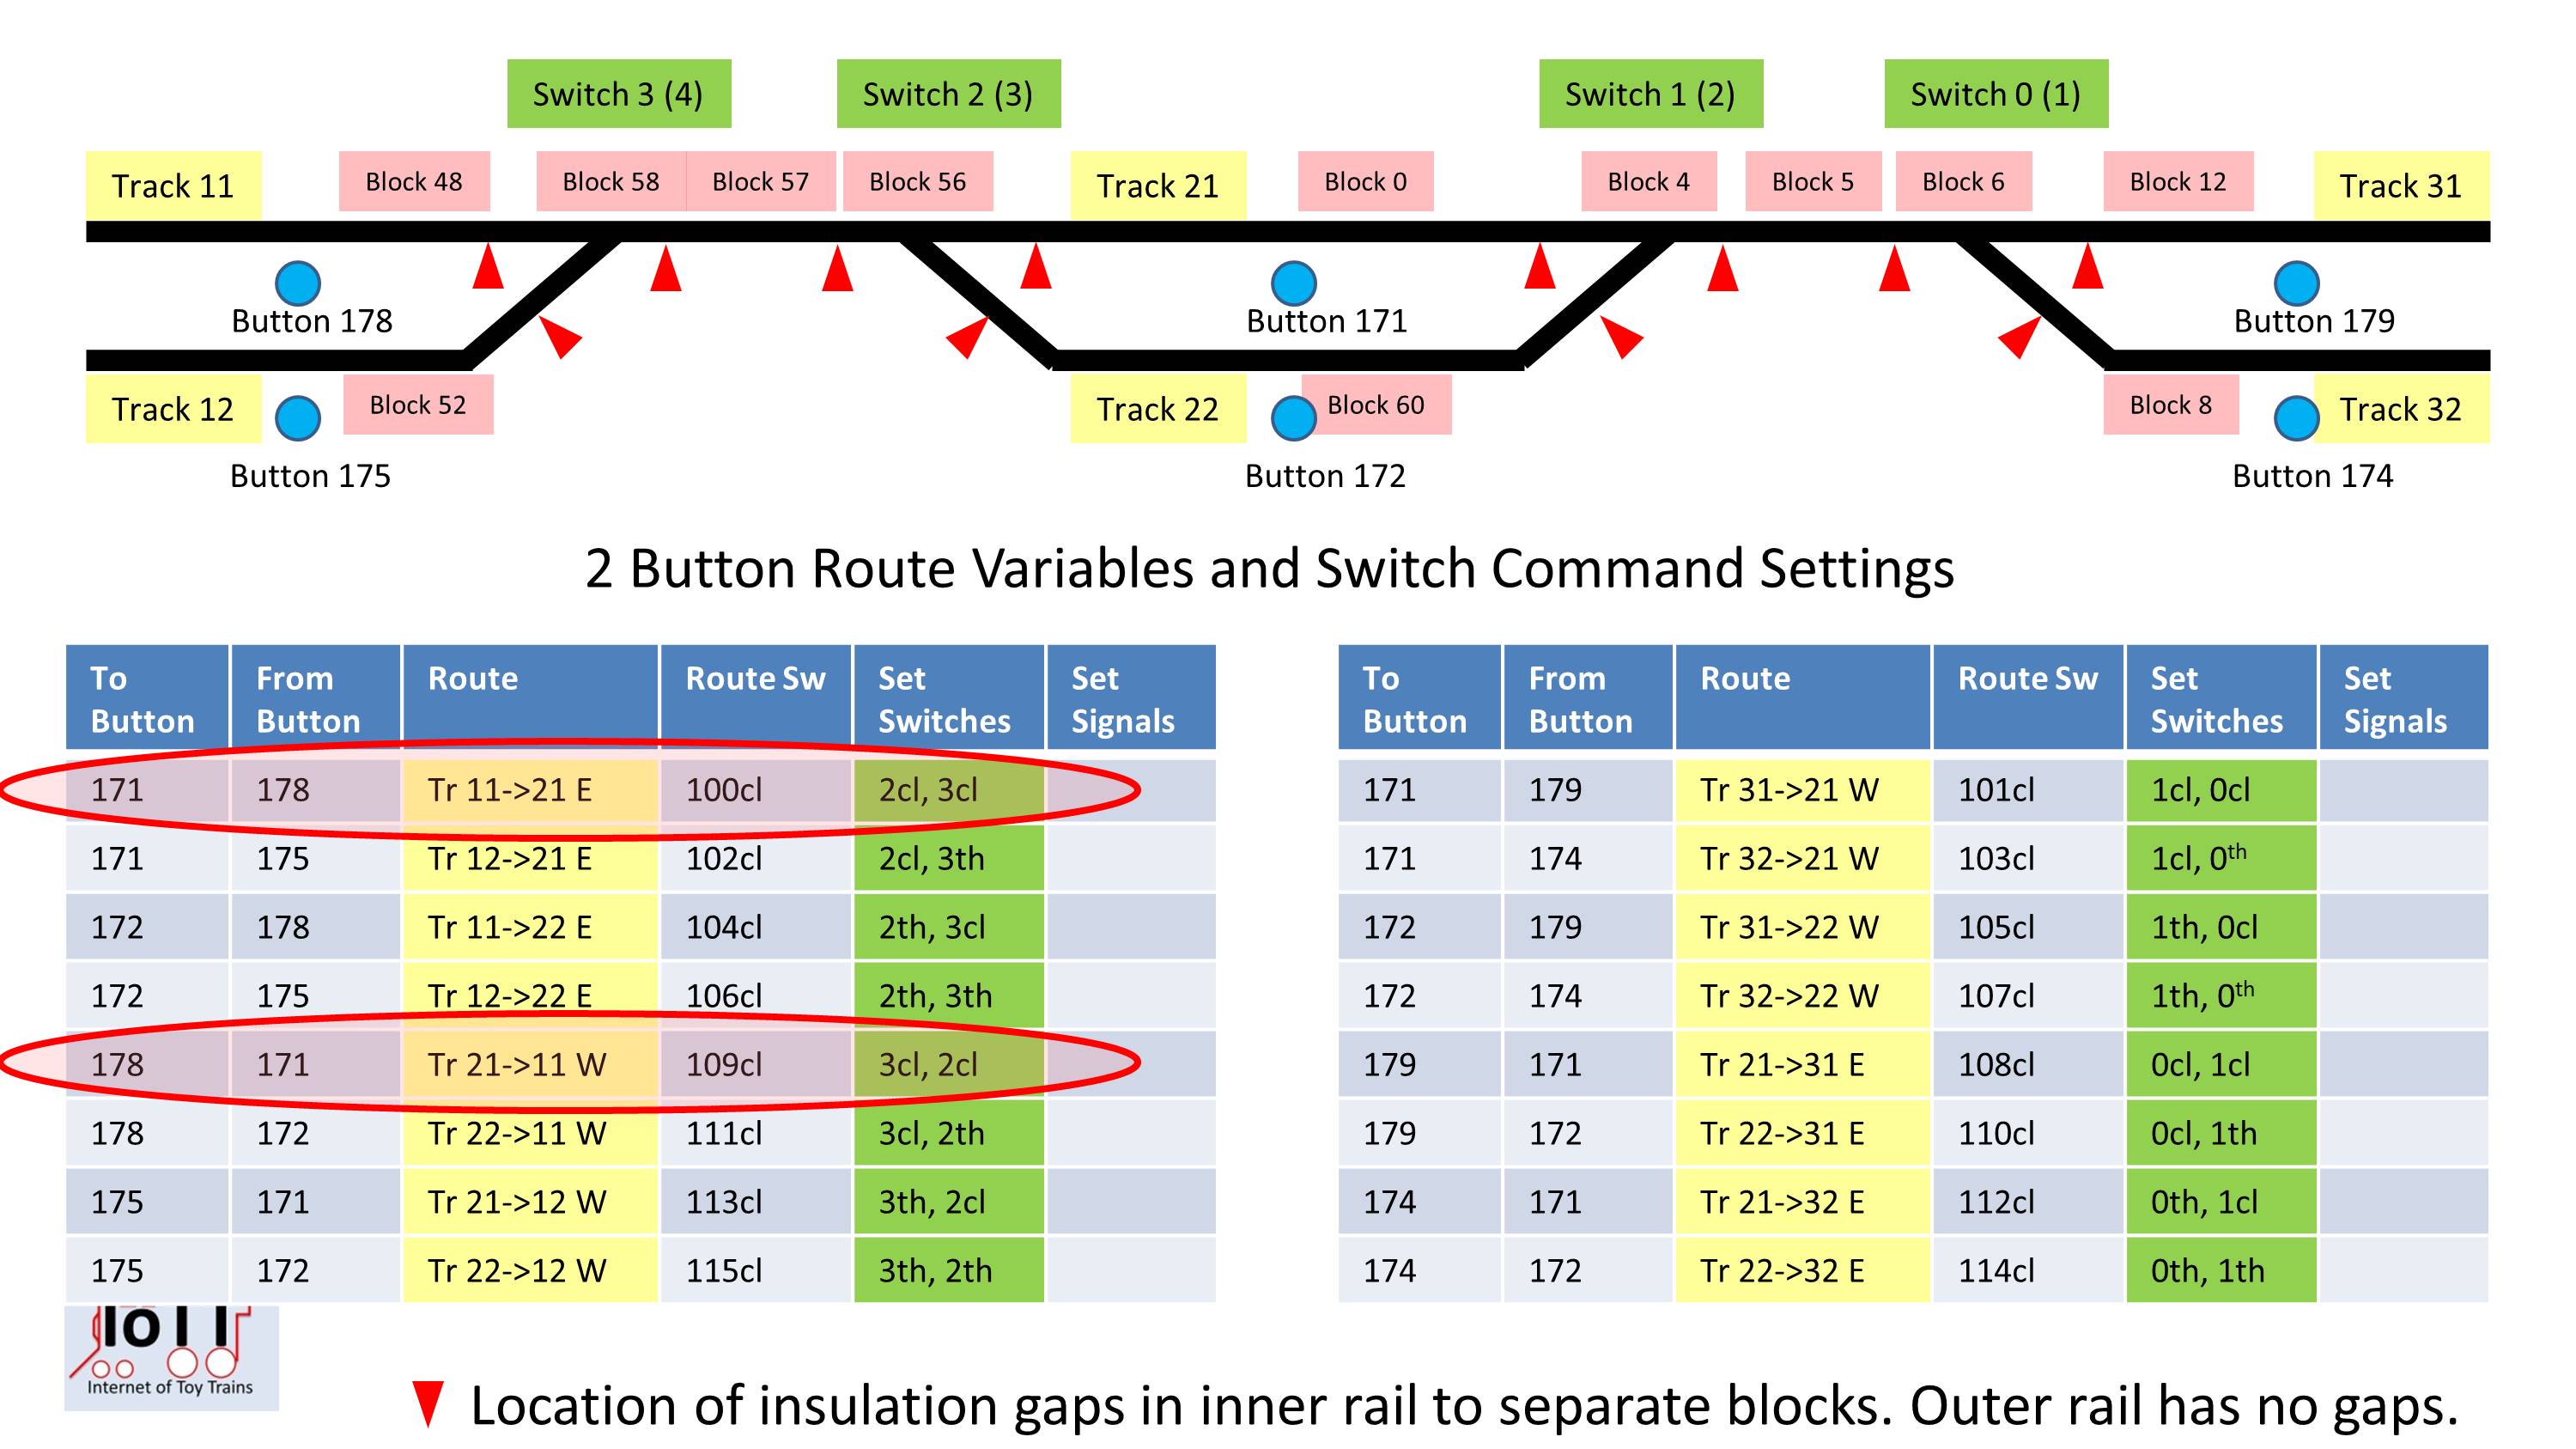 Switch 3 (4) Switch 2 (3) Switch 1 (2) Switch 0 (1)
Track 11 Block 48 Block 58 Block 57 Block 56 Track 21 Block 0 Block 4 Block 5 Block 6 Block 12 Track 31
Button 178 Button 171 Button 179
Track 12 Block 52 Track 22 Block 60 Block 8 Track 32
Button 175 Button 172 Button 174
2 Button Route Variables and Switch Command Settings
To Button From Button Route Route Sw Set Switches Set Signals
171 178 Tr 11->21 E 100cl 2cl, 3cl
171 175 Tr 12->21 E 102cl 2cl, 3th
172 178 Tr 11->22 E 104cl 2th, 3cl
172 175 Tr 12->22 E 106cl 2th, 3th
178 171 Tr 21->11 W 109cl 3cl, 2cl
178 172 Tr 22->11 W 111cl 3cl, 2th
175 171 Tr 21->12 W 113cl 3th, 2cl
175 172 Tr 22->12 W 115cl 3th, 2th
To Button From Button Route Route Sw Set Switches Set Signals
171 179 Tr 31->21 W 101cl 1cl, 0cl
171 174 Tr 32->21 W 103cl 1cl, 0th
172 179 Tr 31->22 W 105cl 1th, 0cl
172 174 Tr 32->22 W 107cl 1th, 0th
179 171 Tr 21->31 E 108cl 0cl, 1cl
179 172 Tr 22->31 E 110cl 0cl, 1th
174 171 Tr 21->32 E 112cl 0th, 1cl
174 172 Tr 22->32 E 114cl 0th, 1th
IoTT
Internet of Toy Trains
Location of insulation gaps in inner rail to separate blocks. Outer rail has no gaps.